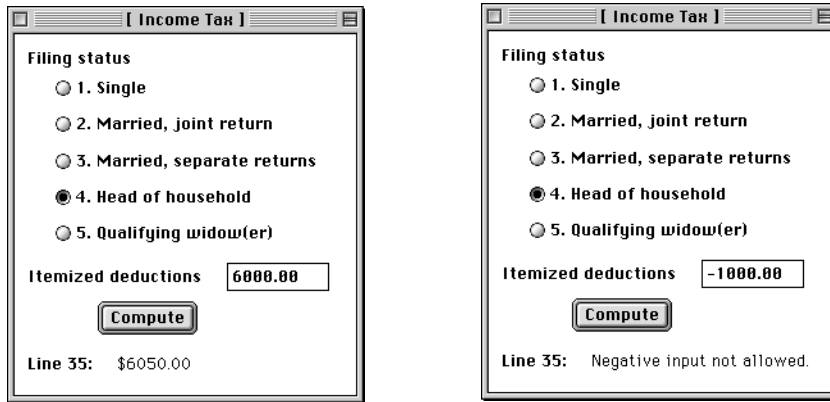 [ Income Tax ]
Filing status
1. Single
2. Married, joint return
3. Married, separate returns
4. Head of household
5. Qualifying widow(er)
Itemized deductions 6000.00
Compute
Line 35: $6050.00
[ Income Tax ]
Filing status
1. Single
2. Married, joint return
3. Married, separate returns
4. Head of household
5. Qualifying widow(er)
Itemized deductions -1000.00
Compute
Line 35: Negative input not allowed.